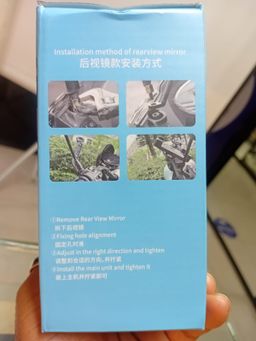 Installation method of rearview mirror
后视镜款安装方式
①Remove Rear View Mirror
拆下后视镜
②Fixing hole alignment
固定孔对准
③Adjust in the right direction and tighten
调整到合适的方向,并拧紧
④Install the main unit and tighten it
装上主机并拧紧即可